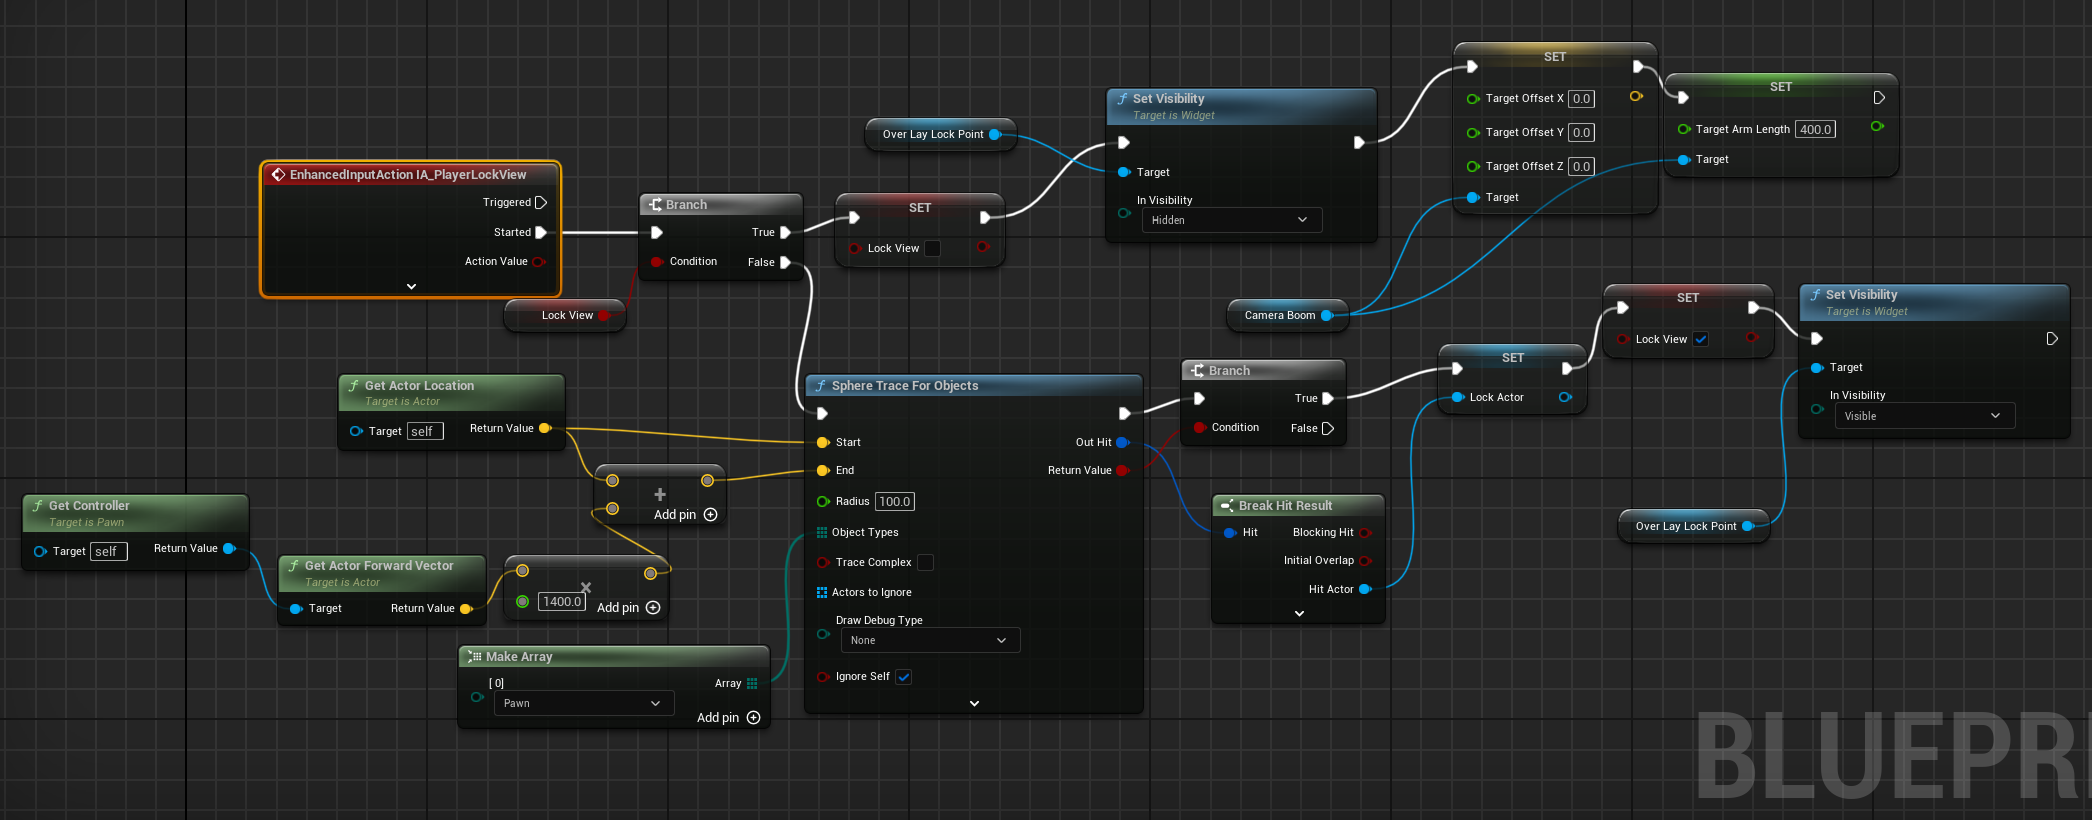 EnhancedInputAction IA_PlayerLockView
Triggered
Started
Action Value
Lock View
Branch
True
Condition
False
SET
Lock View
Over Lay Lock Point
Set Visibility
Target is Widget
Target
In Visibility
Hidden
SET
Target Offset X 0.0
Target Offset Y 0.0
Target Offset Z 0.0
Target
SET
Target Arm Length 400.0
Target
Camera Boom
Get Actor Location
Target is Actor
Target self
Return Value
Get Controller
Target is Pawn
Target self
Return Value
Get Actor Forward Vector
Target is Actor
Target
Return Value
+
Add pin
×
1400.0
Add pin
Make Array
[0]
Array
Pawn
Add pin
Sphere Trace For Objects
Start
Out Hit
End
Return Value
Radius 100.0
Object Types
Trace Complex
Actors to Ignore
Draw Debug Type
None
Ignore Self
Branch
True
Condition
False
Break Hit Result
Hit
Blocking Hit
Initial Overlap
Hit Actor
SET
Lock Actor
SET
Lock View
Set Visibility
Target is Widget
Target
In Visibility
Visible
Over Lay Lock Point
BLUEPR